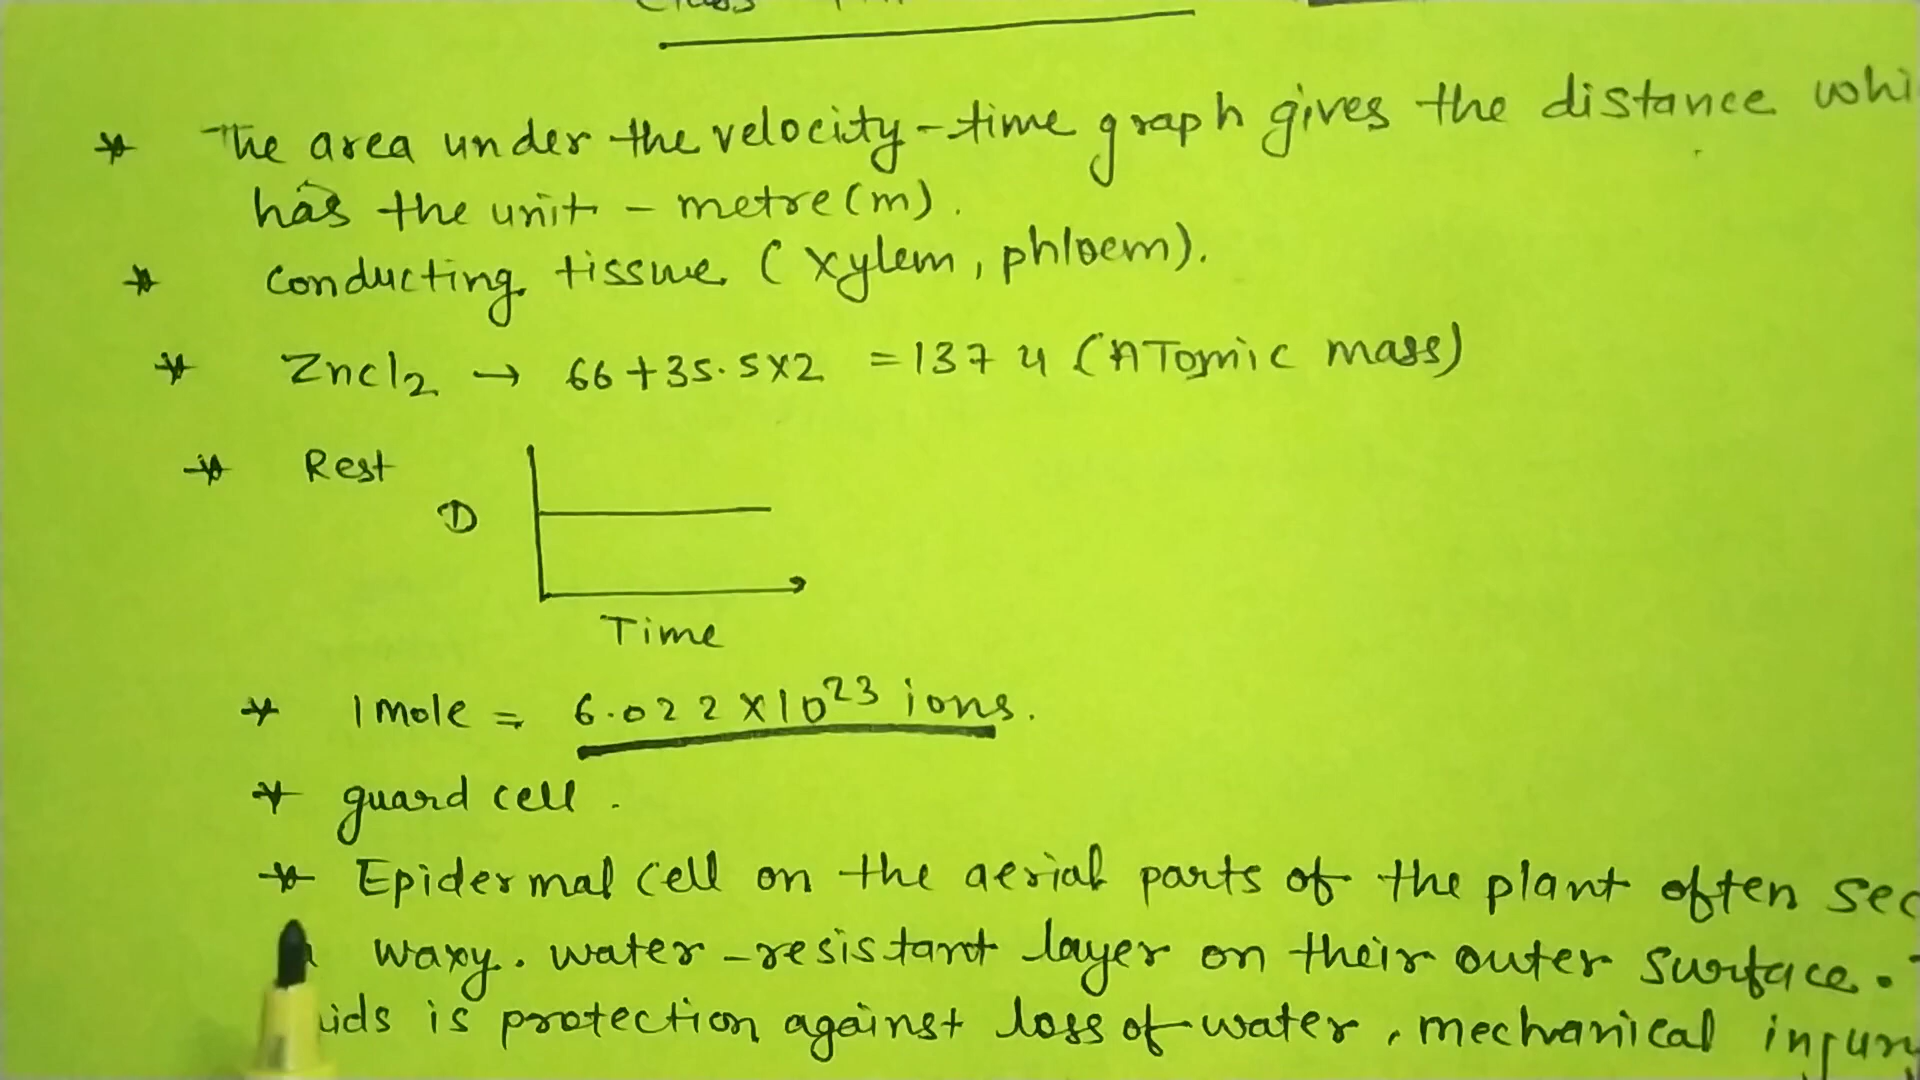 * The area under the velocity-time graph gives the distance
has the unit - metre(m).
* conducting tissue (xylem, phloem).
* Zncl2 → 66+35.5x2 = 137 u (ATomic mass)
* Rest
D
Time
* 1 mole = 6.022 x 10^23 ions.
* guard cell.
* Epidermal cell on the aerial parts of the plant often
waxy. water-resistant layer on their outer surface.
is protection against loss of water, mechanical